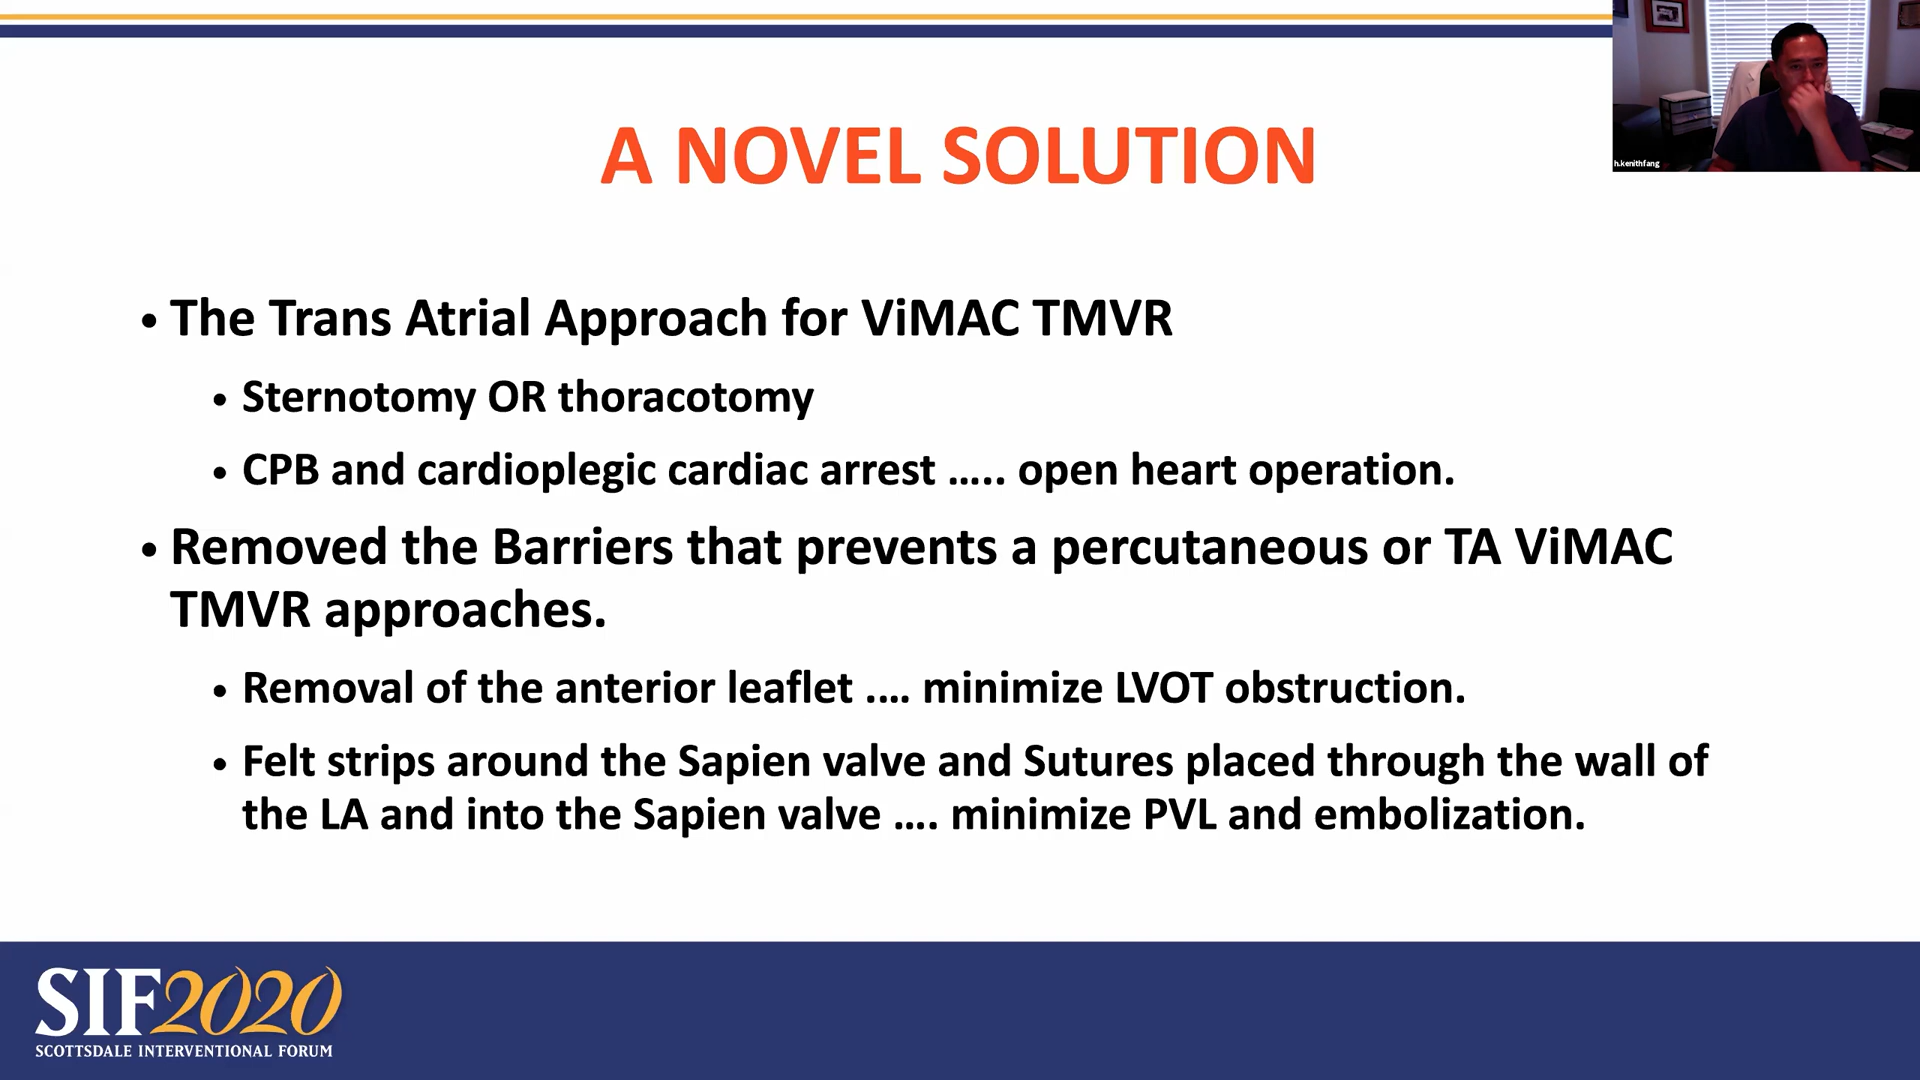 h.kenithfang
A NOVEL SOLUTION
• The Trans Atrial Approach for ViMAC TMVR
• Sternotomy OR thoracotomy
• CPB and cardioplegic cardiac arrest ..... open heart operation.
• Removed the Barriers that prevents a percutaneous or TA ViMAC
TMVR approaches.
• Removal of the anterior leaflet .... minimize LVOT obstruction.
• Felt strips around the Sapien valve and Sutures placed through the wall of
the LA and into the Sapien valve .... minimize PVL and embolization.
SIF2020
SCOTTSDALE INTERVENTIONAL FORUM